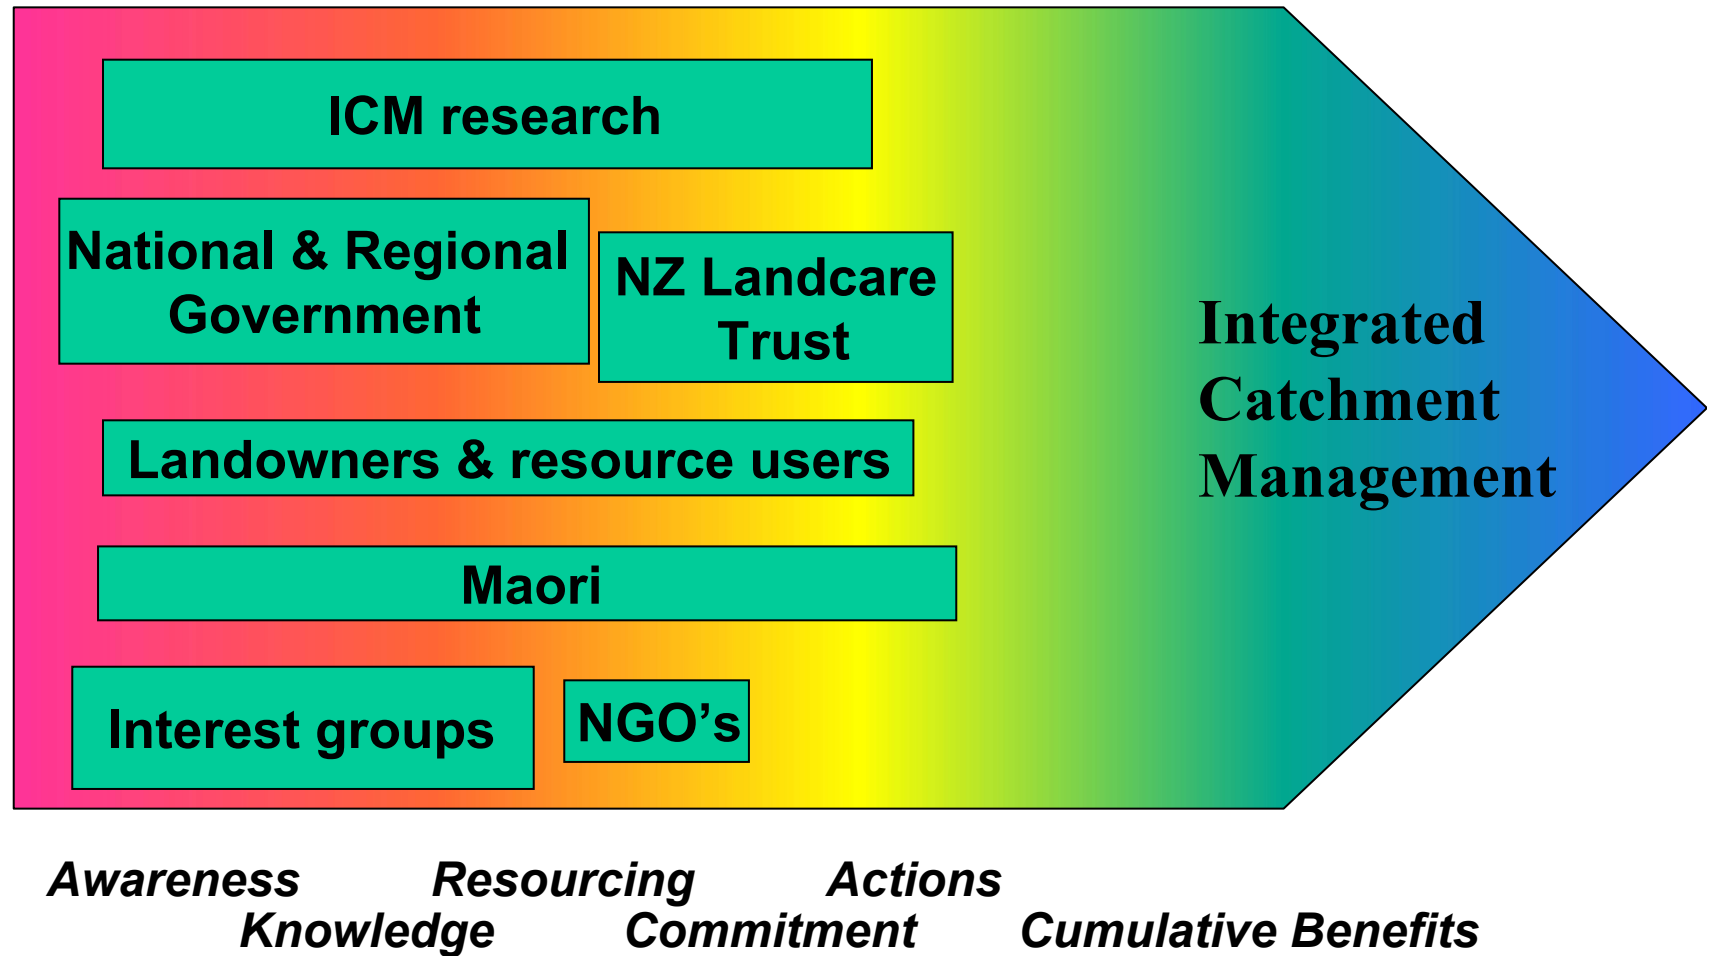 ICM research
National & Regional
Government
NZ Landcare
Trust
Landowners & resource users
Maori
Interest groups
NGO’s
Integrated
Catchment
Management
Awareness Resourcing Actions
Knowledge Commitment Cumulative Benefits